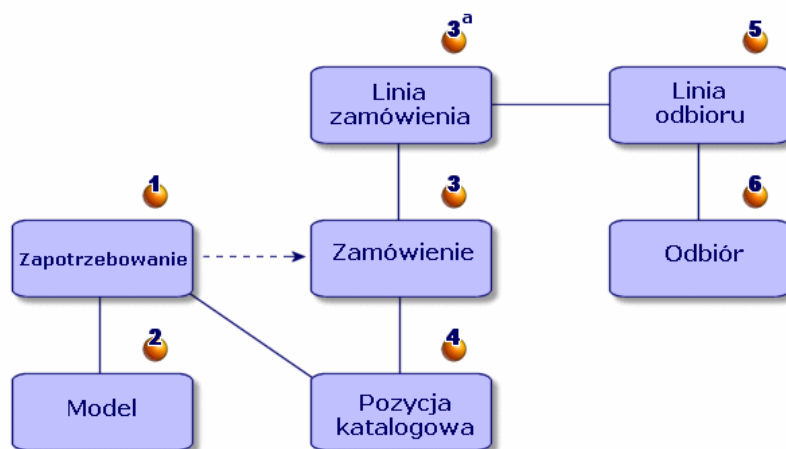 3a
5
Linia
zamówienia
Linia
odbioru
1
3
6
Zapotrzebowanie
Zamówienie
Odbiór
2
4
Model
Pozycja
katalogowa